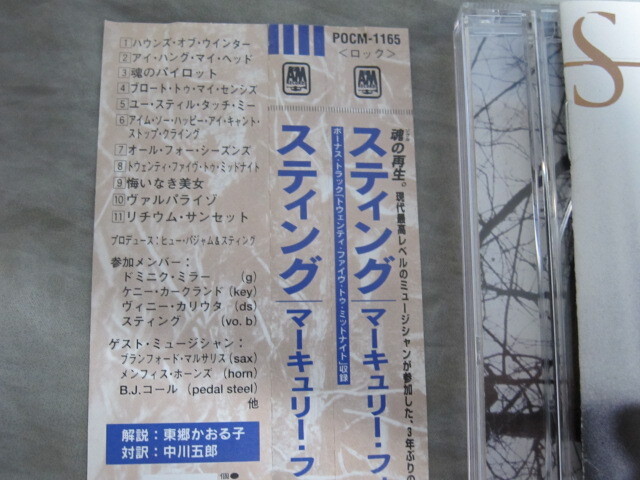 1 ハウンズ・オブ・ウインター
2 アイ・ハング・マイ・ヘッド
3 魂のパイロット
4 ブロート・トゥ・マイ・センシズ
5 ユー・スティル・タッチ・ミー
6 アイム・ソー・ハッピー・アイ・キャント・
ストップ・クライング
7 オール・フォー・シーズンズ
8 トウェンティ・ファイヴ・トゥ・ミッドナイト
9 悔いなき美女
10 ヴァルパライゾ
11 リチウム・サンセット
プロデュース：ヒュー・パジャム&スティング
参加メンバー：
ドミニク・ミラー (g)
ケニー・カークランド (key)
ヴィニー・カリウタ (ds)
スティング (vo. b)
ゲスト・ミュージシャン：
ブランフォード・マルサリス (sax)
メンフィス・ホーンズ (horn)
B.J.コール (pedal steel)
他
解説：東郷かおる子
対訳：中川五郎
POCM-1165
<ロック>
A&M
A&M
スティング
マーキュリー・フ
スティング
マーキュリー・フ
ボーナス・トラック「トウェンティ・ファイヴ・トゥ・ミットナイト」収録
魂の再生。現代最高レベルのミュージシャンが参加した、3年ぶりの
S